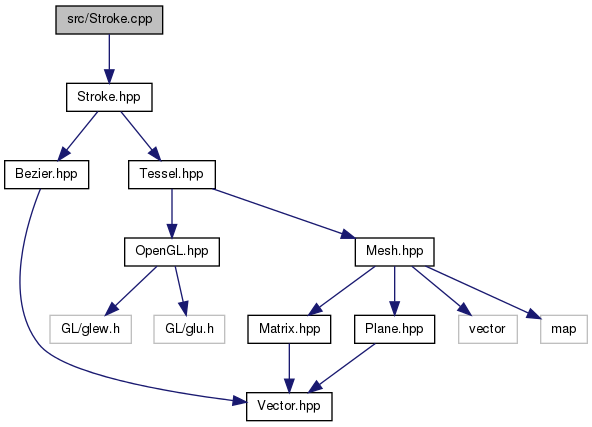 src/Stroke.cpp
Stroke.hpp
Bezier.hpp
Tessel.hpp
OpenGL.hpp
Mesh.hpp
GL/glew.h
GL/glu.h
Matrix.hpp
Plane.hpp
vector
map
Vector.hpp